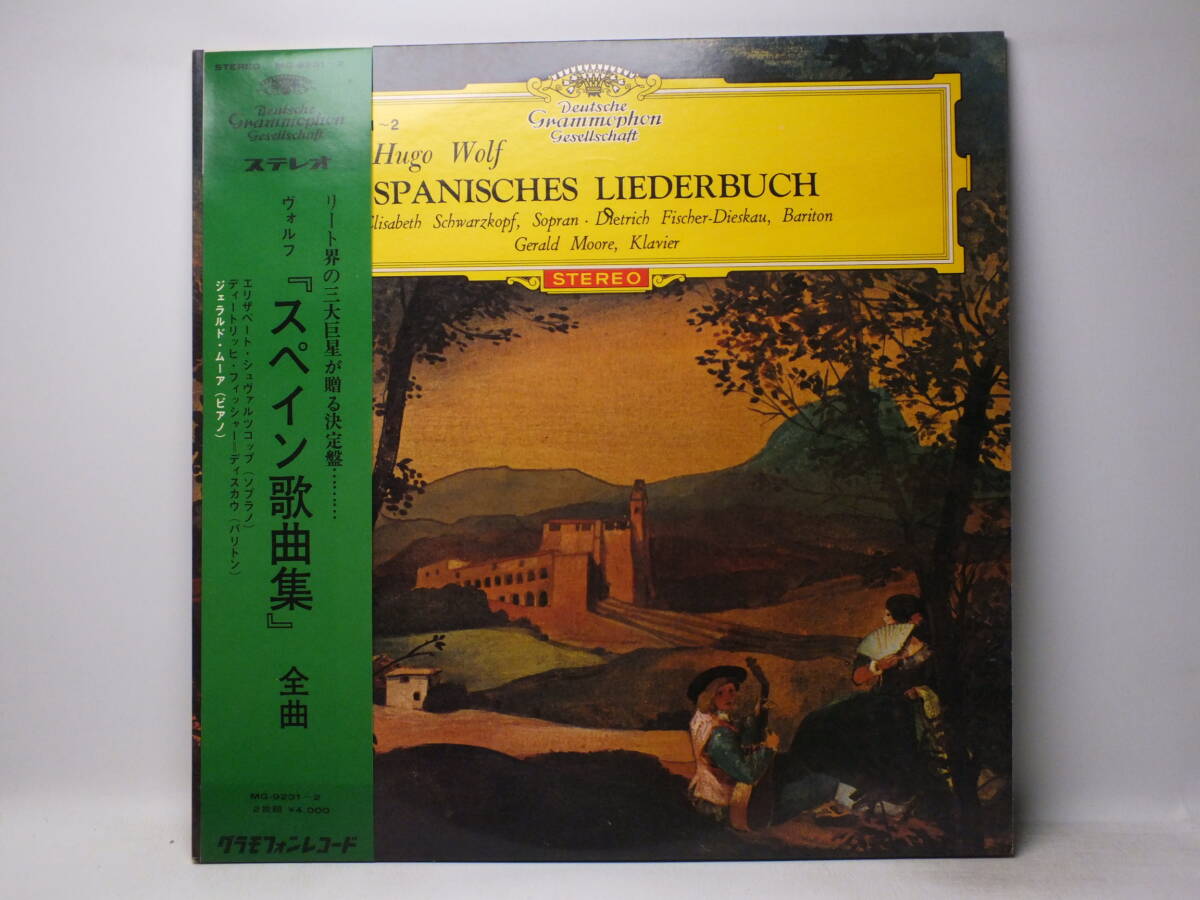 STEREO MG-9231~2
Deutsche
Grammophon
Gesellschaft
ステレオ
リート界の三大巨星が贈る決定盤………
ヴォルフ
『スペイン歌曲集』全曲
エリザベート・シュヴァルツコップ(ソプラノ)
ディートリッヒ・フィッシャー=ディスカウ(バリトン)
ジェラルド・ムーア(ピアノ)
MG-9231~2
2枚組 ¥4,000
グラモフォンレコード
Deutsche
Grammophon
Gesellschaft
1~2
Hugo Wolf
SPANISCHES LIEDERBUCH
Elisabeth Schwarzkopf, Sopran · Dietrich Fischer-Dieskau, Bariton
Gerald Moore, Klavier
STEREO